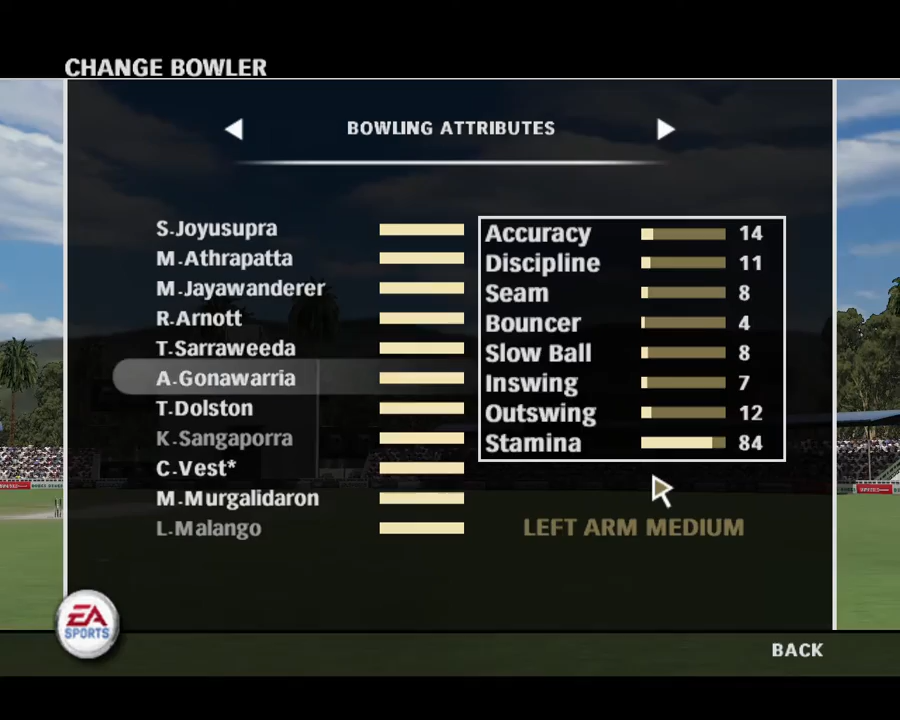 CHANGE BOWLER
BOWLING ATTRIBUTES
S.Joyusupra
M.Athrapatta
M.Jayawanderer
R.Arnott
T.Sarraweeda
A.Gonawarria
T.Dolston
K.Sangaporra
C.Vest*
M.Murgalidaron
L.Malango
Accuracy 14
Discipline 11
Seam 8
Bouncer 4
Slow Ball 8
Inswing 7
Outswing 12
Stamina 84
LEFT ARM MEDIUM
EA
SPORTS
BACK